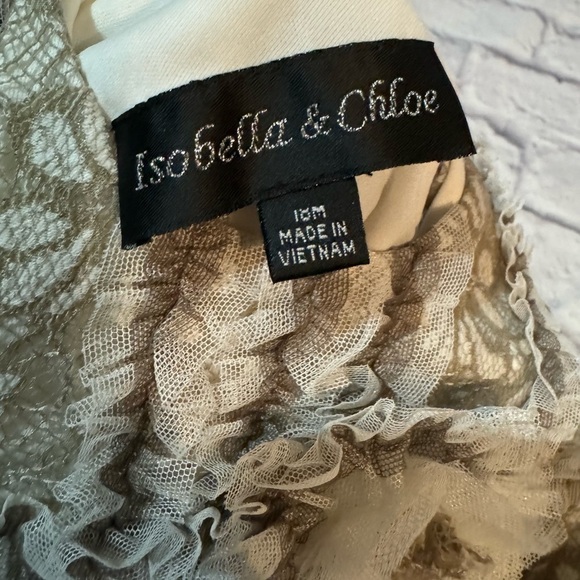 Isobella & Chloe
18M
MADE IN
VIETNAM